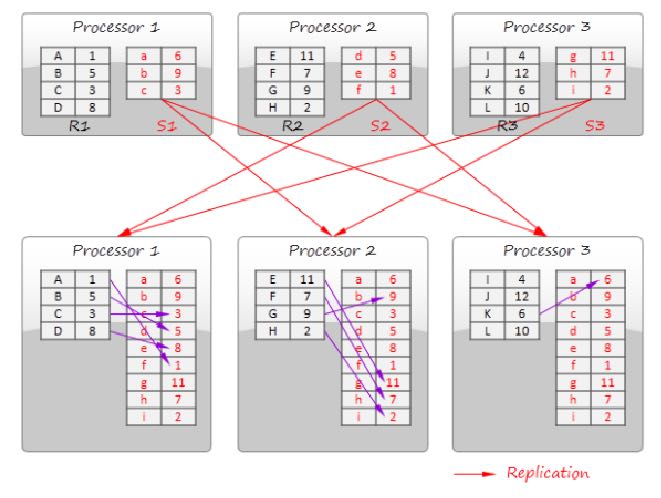 Processor 1 Processor 2 Processor 3
A 1 a 6 E 11 d 5 I 4 g 11
B 5 b 9 F 7 e 8 J 12 h 7
C 3 c 3 G 9 f 1 K 6 i 2
D 8 H 2 L 10
R1 S1 R2 S2 R3 S3
Processor 1 Processor 2 Processor 3
A 1 a 6 E 11 a 6 I 4 a 6
B 5 b 9 F 7 b 9 J 12 b 9
C 3 c 3 G 9 c 3 K 6 c 3
D 8 d 5 H 2 d 5 L 10 d 5
e 8 e 8 e 8
f 1 f 1 f 1
g 11 g 11 g 11
h 7 h 7 h 7
i 2 i 2 i 2
Replication